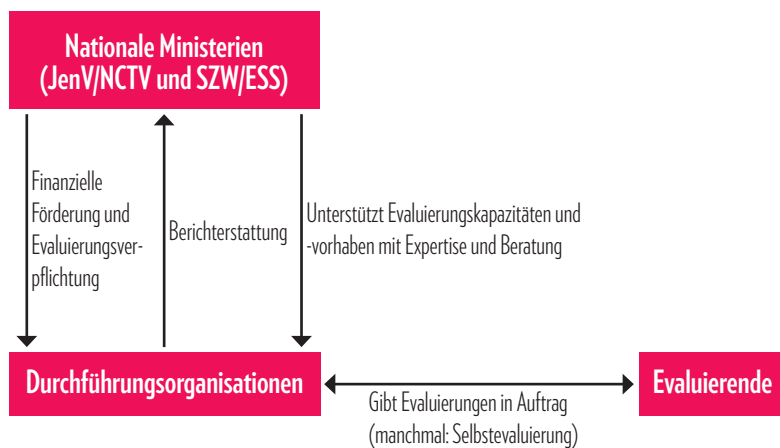 Nationale Ministerien
(JenV/NCTV und SZW/ESS)
Finanzielle
Förderung und
Evaluierungsver-
pflichtung
Berichterstattung
Unterstützt Evaluierungskapazitäten und
-vorhaben mit Expertise und Beratung
Durchführungsorganisationen
Gibt Evaluierungen in Auftrag
(manchmal: Selbstevaluierung)
Evaluierende